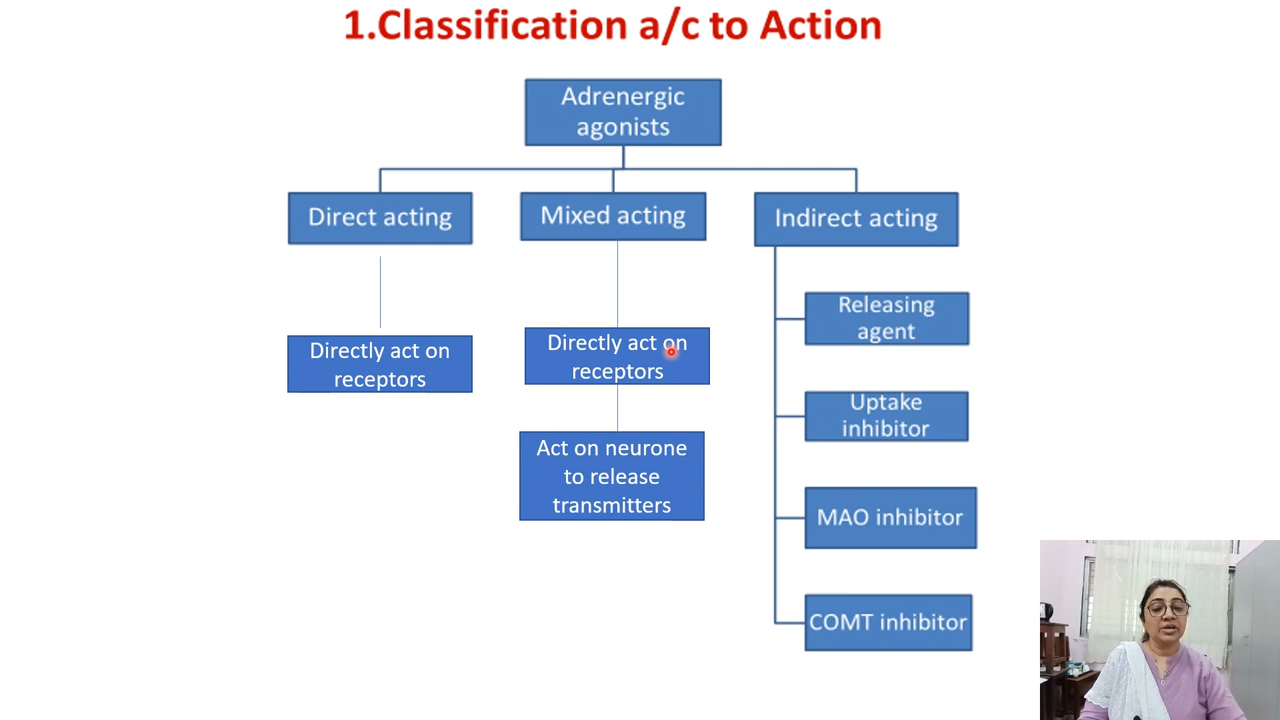 1.Classification a/c to Action
Adrenergic
agonists
Direct acting
Mixed acting
Indirect acting
Directly act on
receptors
Directly act on
receptors
Act on neurone
to release
transmitters
Releasing
agent
Uptake
inhibitor
MAO inhibitor
COMT inhibitor